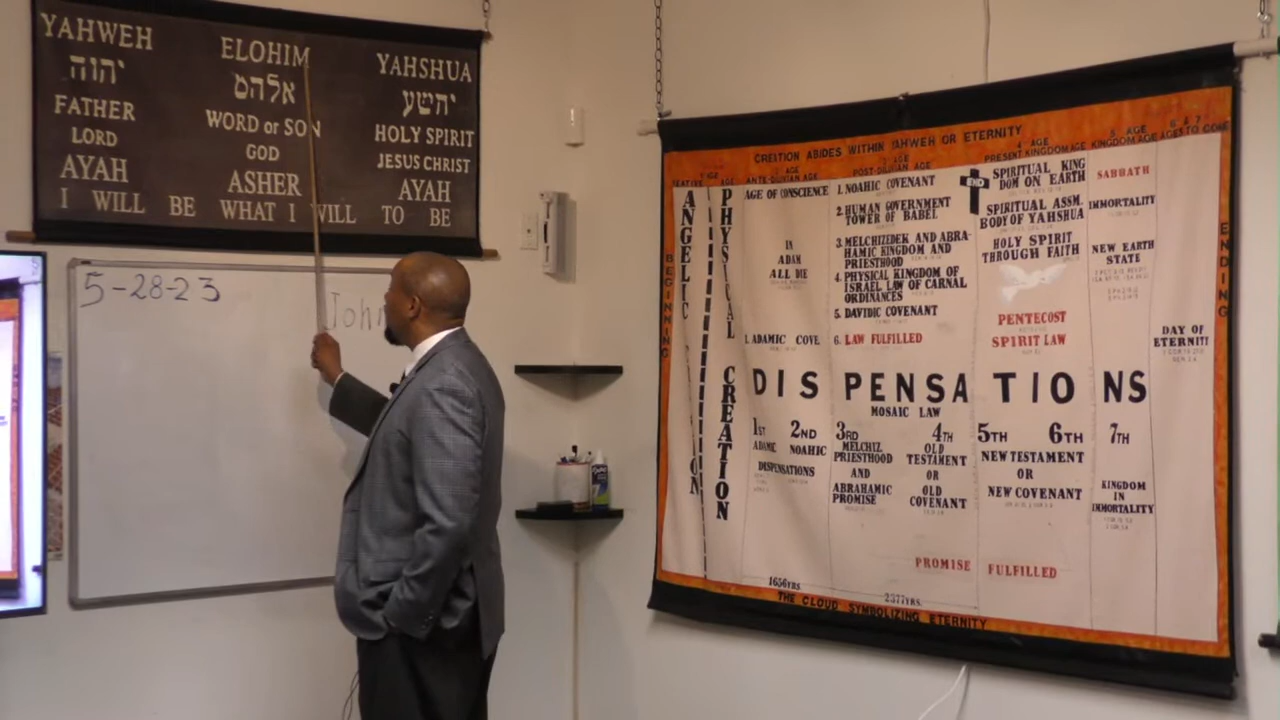 YAHWEH
יהוה
FATHER
LORD
AYAH
ELOHIM
אלהמ
WORD or SON
GOD
ASHER
YAHSHUA
יהשע
HOLY SPIRIT
JESUS CHRIST
AYAH
I WILL BE WHAT I WILL TO BE
5-28-23
John
CREITION ABIDES WITHIN YAHWEH OR ETERNITY
ANTE-DILUVIAN AGE
POST-DILUVIAN AGE
4 AGE
PRESENT KINGDOM AGE
KINGDOM AGE
AGES TO COME
BEGINNING
ANGELIC
PHYSICAL CREATION
AGE OF CONSCIENCE
IN
ADAM
ALL DIE
1. ADAMIC COVE.
1. NOAHIC COVENANT
2. HUMAN GOVERNMENT
TOWER OF BABEL
3. MELCHIZEDEK AND ABRA-
HAMIC KINGDOM AND
PRIESTHOOD
4. PHYSICAL KINGDOM OF
ISRAEL LAW OF CARNAL
ORDINANCES
5. DAVIDIC COVENANT
6. LAW FULFILLED
END
SPIRITUAL KING
DOM ON EARTH
SPIRITUAL ASSM.
BODY OF YAHSHUA
HOLY SPIRIT
THROUGH FAITH
PENTECOST
SPIRIT LAW
SABBATH
IMMORTALITY
NEW EARTH
STATE
DAY OF
ETERNITY
ENDING
DISPENSATIONS
MOSAIC LAW
1ST
ADAMIC
2ND
NOAHIC
DISPENSATIONS
3RD
MELCHIZ
PRIESTHOOD
AND
ABRAHAMIC
PROMISE
4TH
OLD
TESTAMENT
OR
OLD
COVENANT
5TH 6TH
NEW TESTAMENT
OR
NEW COVENANT
7TH
KINGDOM
IN
IMMORTALITY
PROMISE FULFILLED
1656YRS.
2377YRS.
THE CLOUD SYMBOLIZING ETERNITY